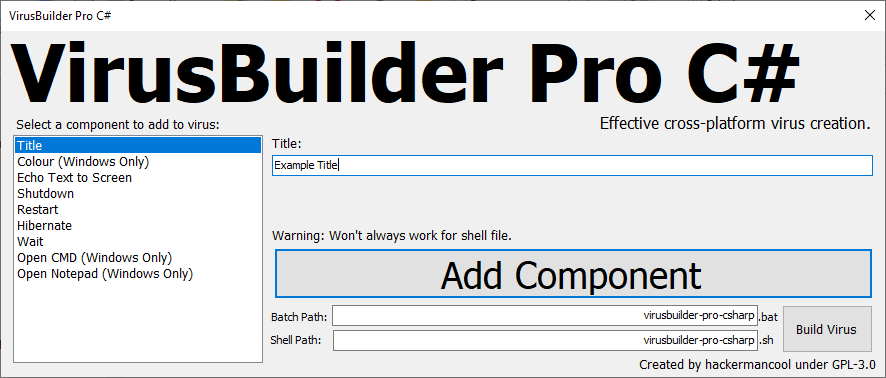 VirusBuilder Pro C#
VirusBuilder Pro C#
Effective cross-platform virus creation.
Select a component to add to virus:
Title
Colour (Windows Only)
Echo Text to Screen
Shutdown
Restart
Hibernate
Wait
Open CMD (Windows Only)
Open Notepad (Windows Only)
Title:
Example Title
Warning: Won't always work for shell file.
Add Component
Batch Path: virusbuilder-pro-csharp .bat
Shell Path: virusbuilder-pro-csharp .sh
Build Virus
Created by hackermancool under GPL-3.0